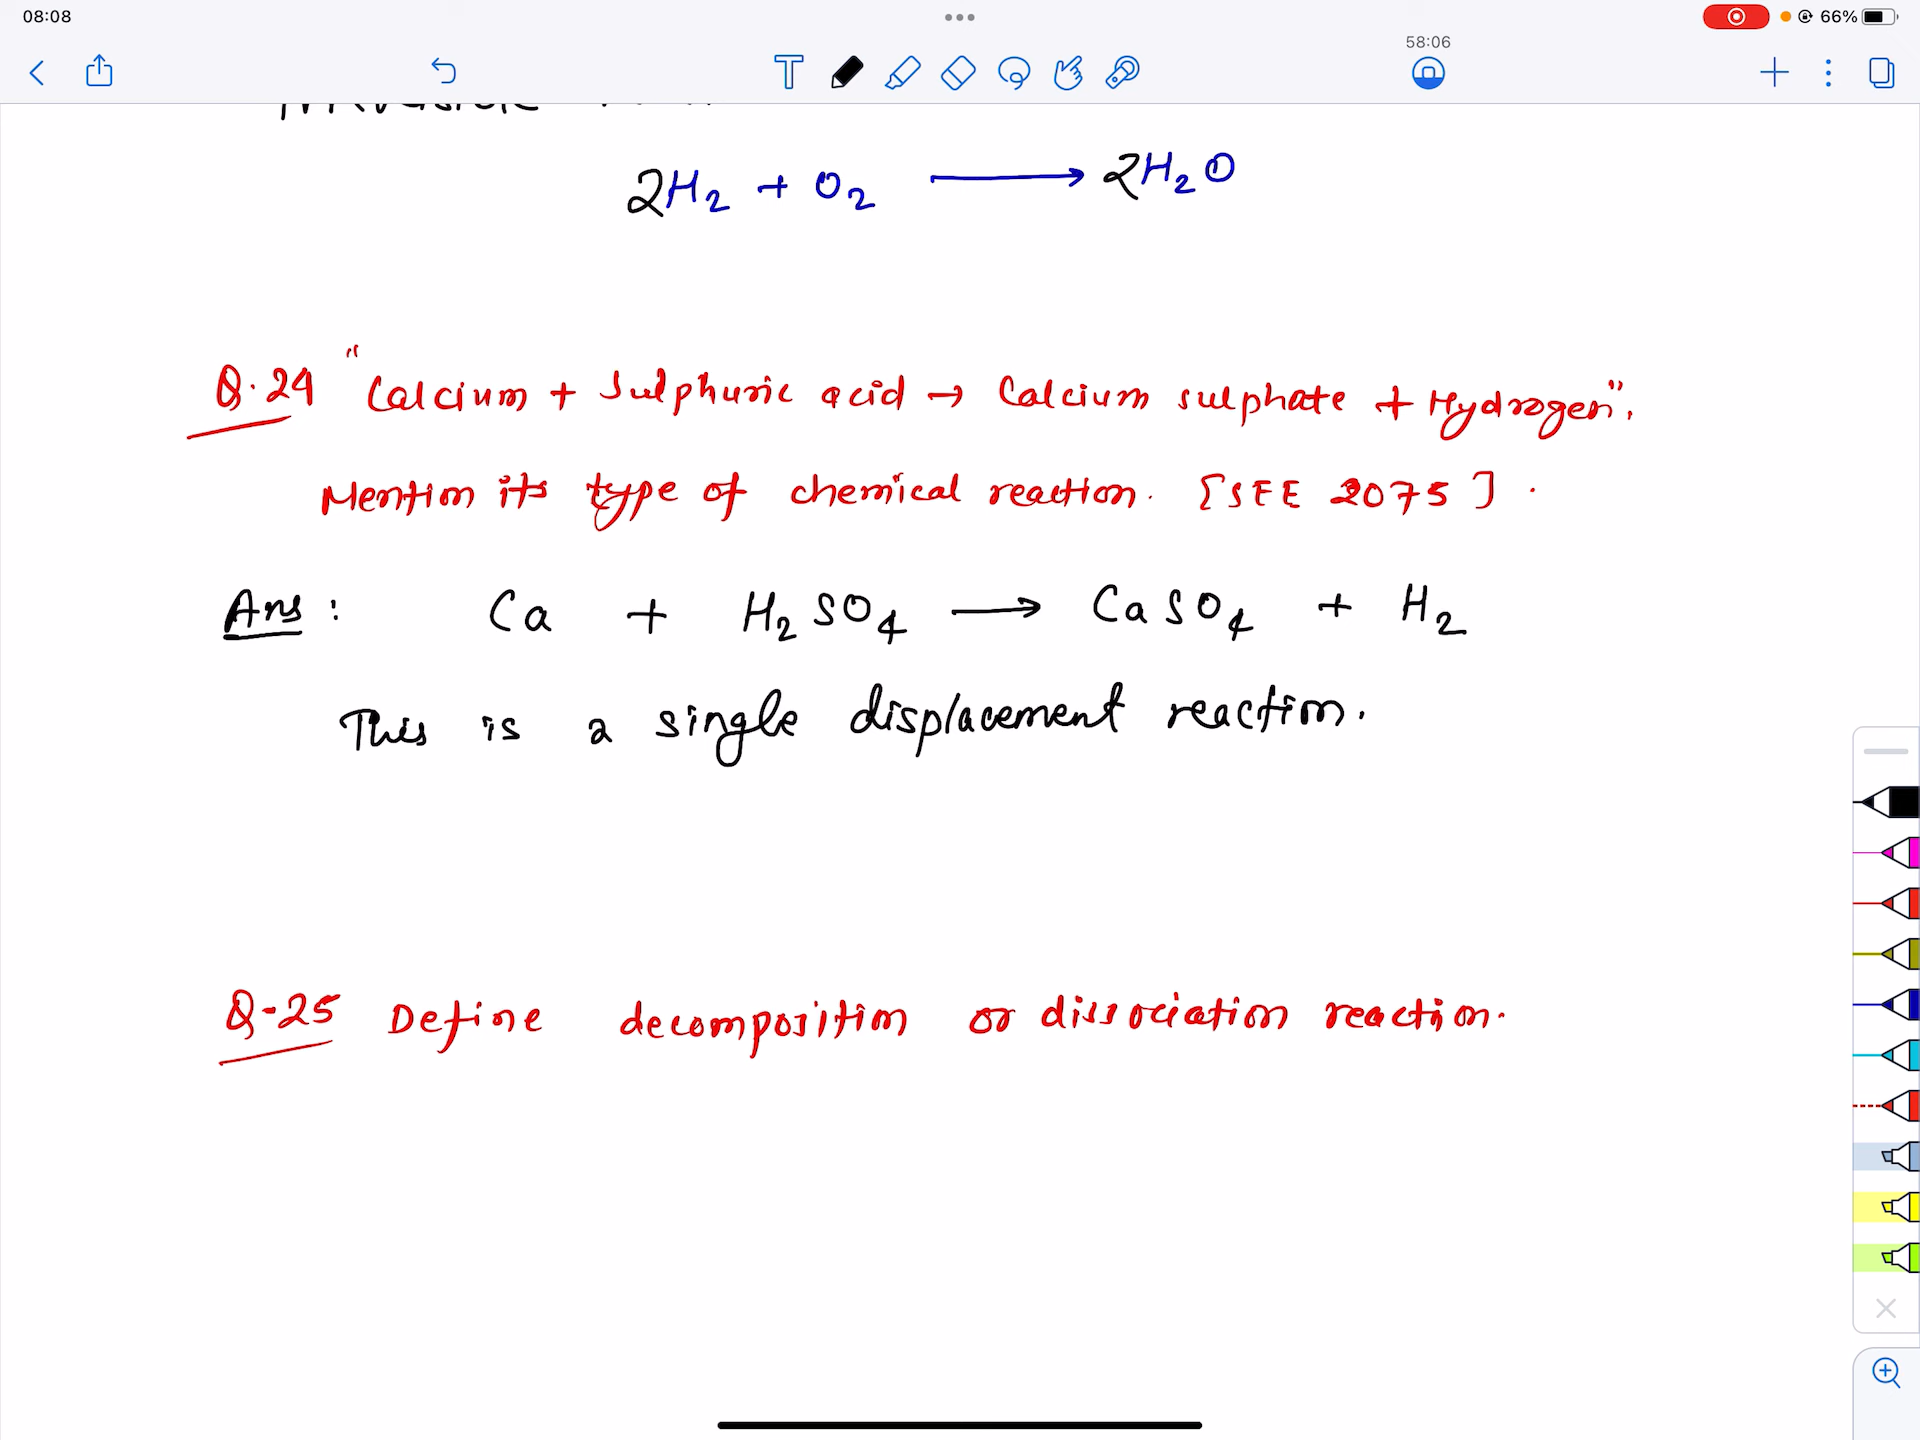 08:08
66%
58:06
2H₂ + O₂ ⟶ 2H₂O
Q.24 "Calcium + Sulphuric acid → Calcium sulphate + Hydrogen".
Mention its type of chemical reaction. [SEE 2075].
Ans: Ca + H₂SO₄ ⟶ CaSO₄ + H₂
This is a single displacement reaction.
Q-25 Define decomposition or dissociation reaction.